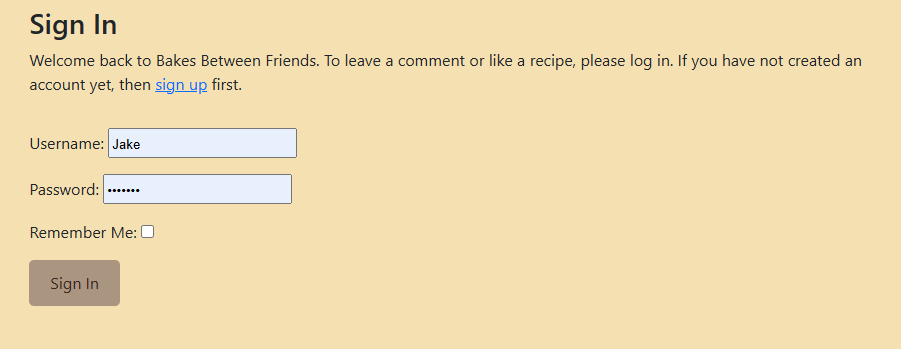 Sign In
Welcome back to Bakes Between Friends. To leave a comment or like a recipe, please log in. If you have not created an
account yet, then sign up first.
Username: Jake
Password: •••••••
Remember Me:
Sign In